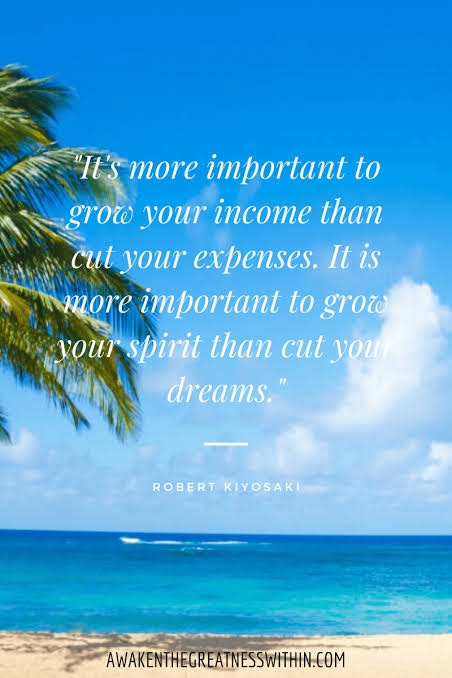 "It's more important to
grow your income than
cut your expenses. It is
more important to grow
your spirit than cut your
dreams."
ROBERT KIYOSAKI
AWAKENTHEGREATNESSWITHIN.COM